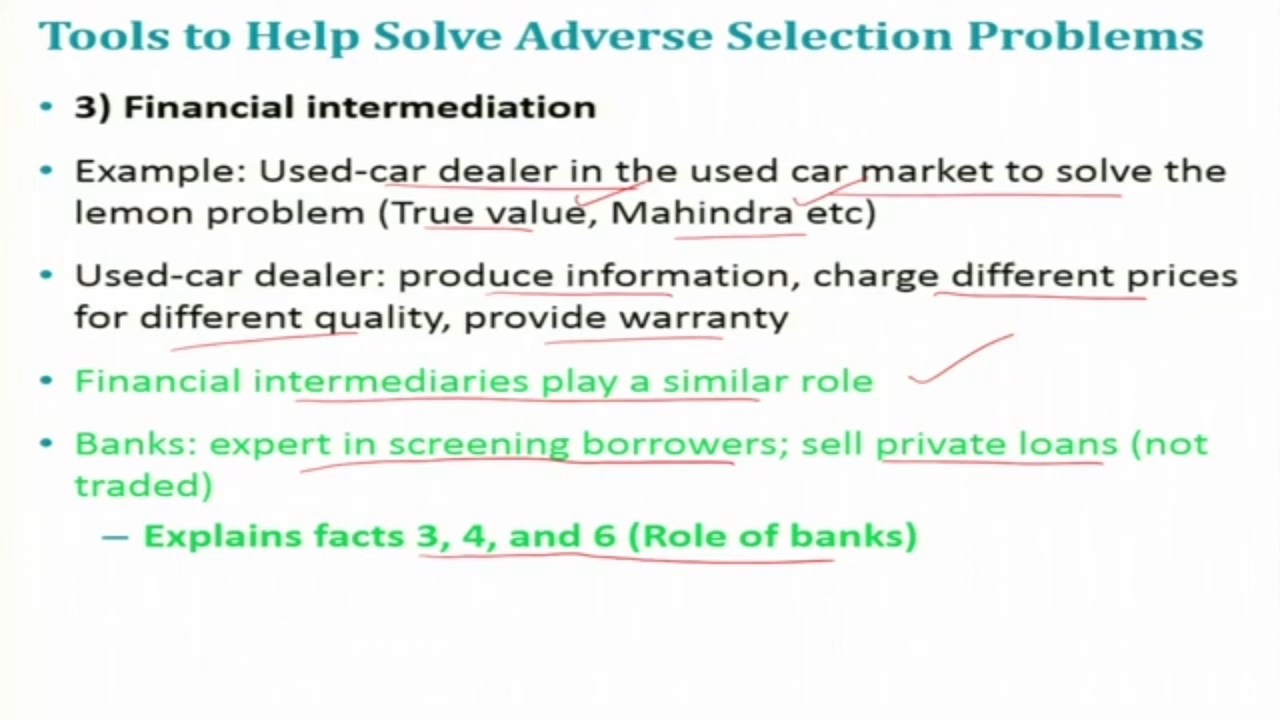 Tools to Help Solve Adverse Selection Problems
• 3) Financial intermediation
• Example: Used-car dealer in the used car market to solve the
lemon problem (True value, Mahindra etc)
• Used-car dealer: produce information, charge different prices
for different quality, provide warranty
• Financial intermediaries play a similar role
• Banks: expert in screening borrowers; sell private loans (not
traded)
— Explains facts 3, 4, and 6 (Role of banks)